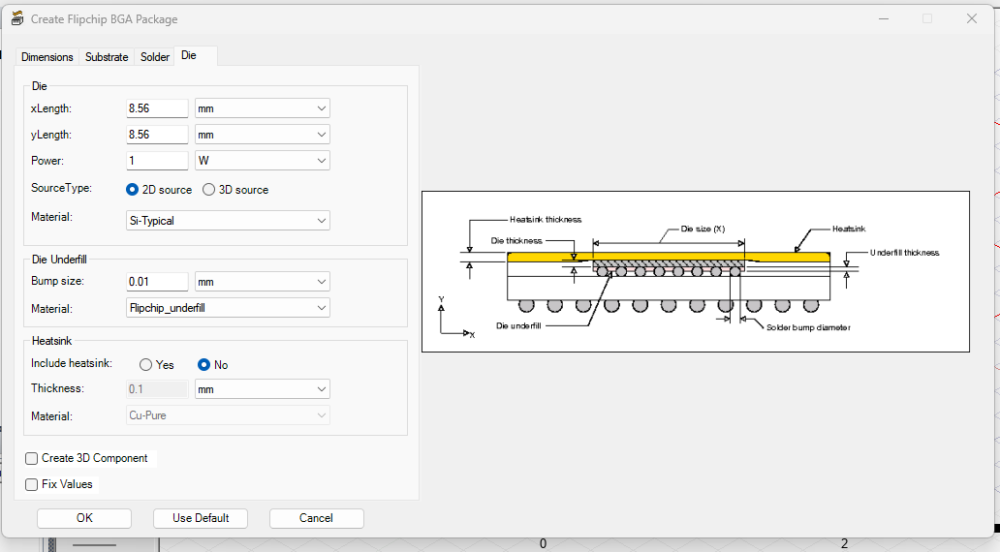 Create Flipchip BGA Package
Dimensions Substrate Solder Die
Die
xLength: 8.56 mm
yLength: 8.56 mm
Power: 1 W
SourceType: 2D source 3D source
Material: Si-Typical
Die Underfill
Bump size: 0.01 mm
Material: Flipchip_underfill
Heatsink
Include heatsink: Yes No
Thickness: 0.1 mm
Material: Cu-Pure
Create 3D Component
Fix Values
OK Use Default Cancel
Heatsink thickness
Die thickness
Die size (X)
Heatsink
Underfill thickness
Y
X
Die underfill
Solder bump diameter
0 2